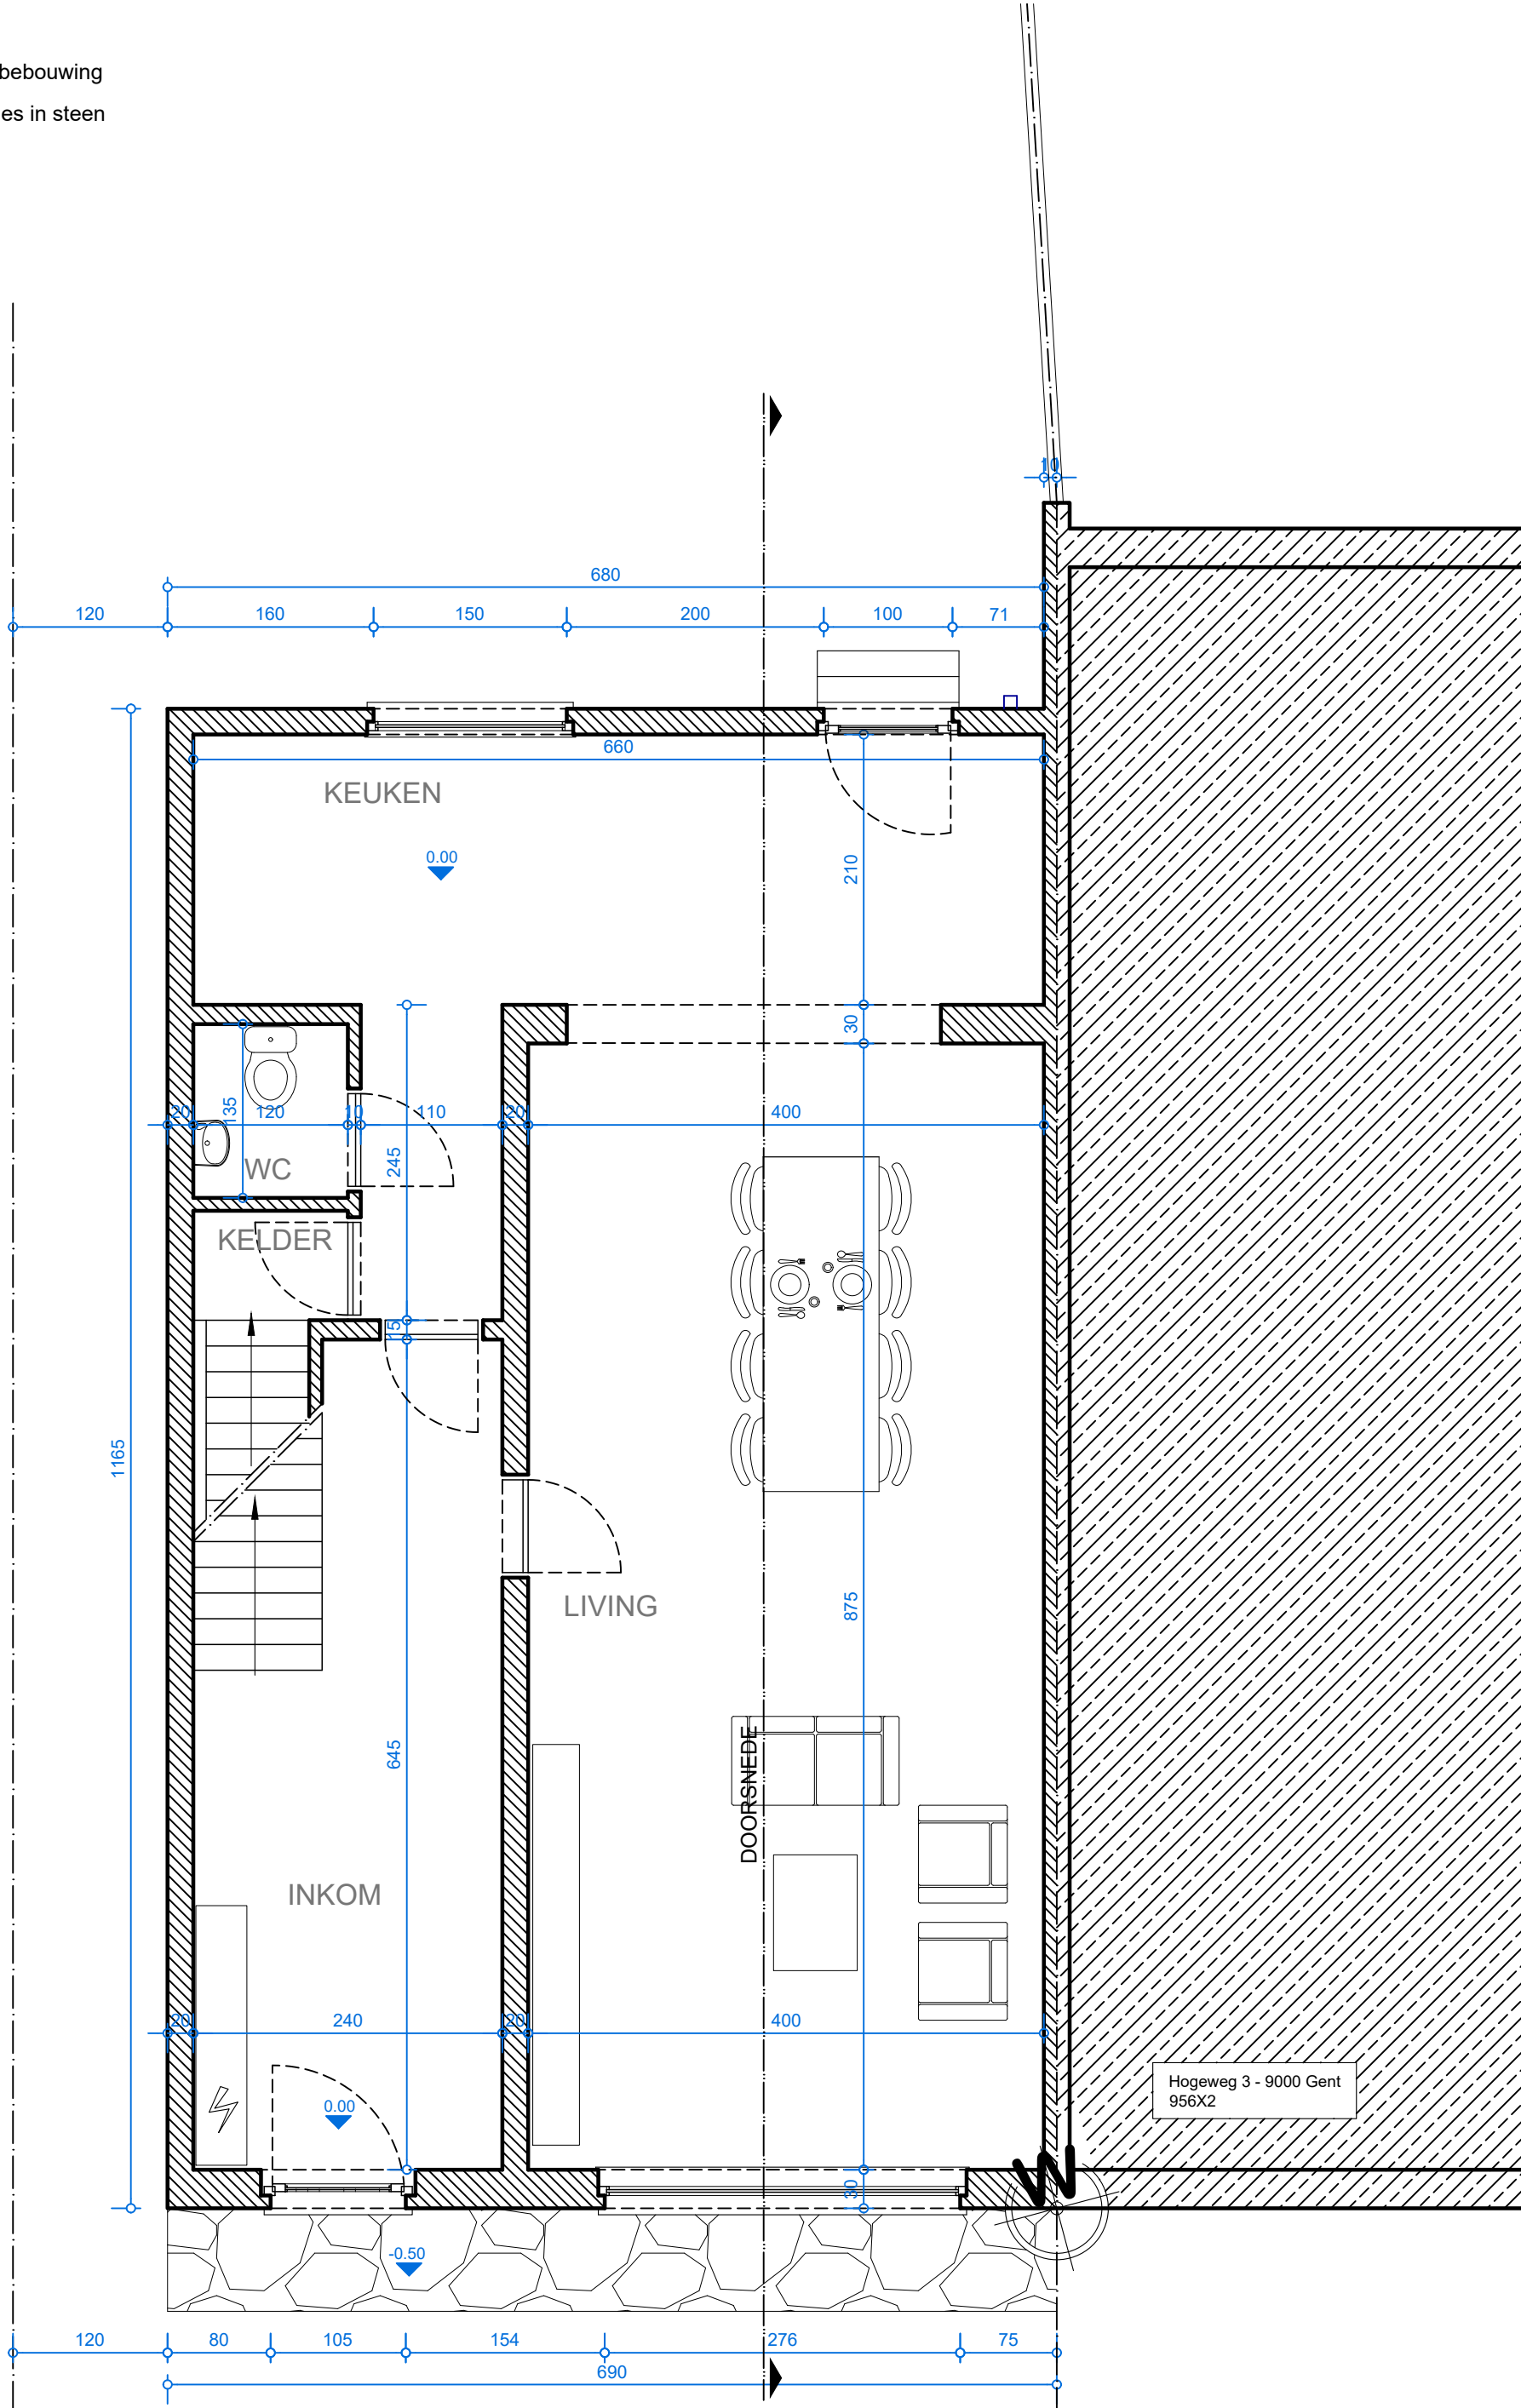 bebouwing
es in steen
10
680
120 160 150 200 100 71
660
KEUKEN
0.00
210
30
20 120 10 110 20 400
135
245
WC
KELDER
15
1165
LIVING
875
DOORSNEDE
645
INKOM
20 240 20 400
0.00
Hogeweg 3 - 9000 Gent
956X2
30
-0.50
120 80 105 154 276 75
690